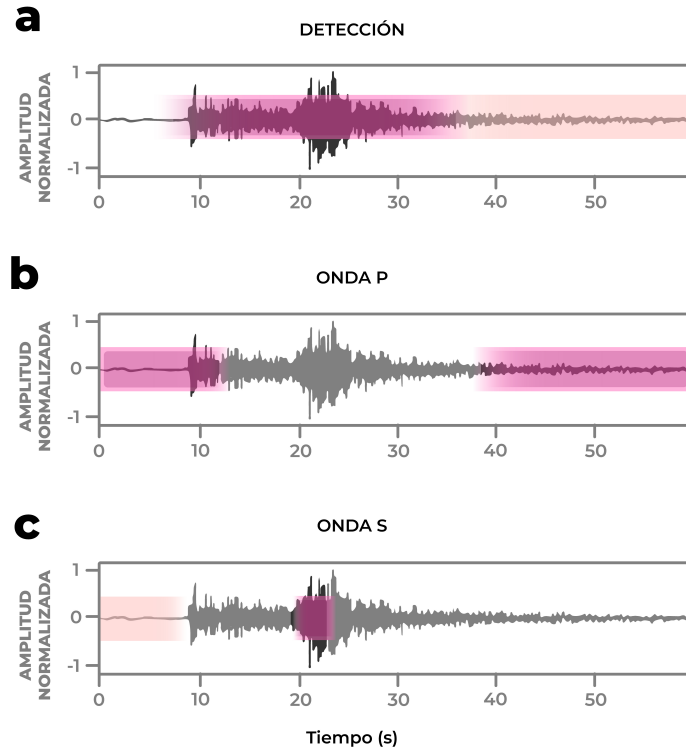 a
DETECCIÓN
AMPLITUD
NORMALIZADA
1
0
-1
0 10 20 30 40 50
b
ONDA P
AMPLITUD
NORMALIZADA
1
0
-1
0 10 20 30 40 50
c
ONDA S
AMPLITUD
NORMALIZADA
1
0
-1
0 10 20 30 40 50
Tiempo (s)